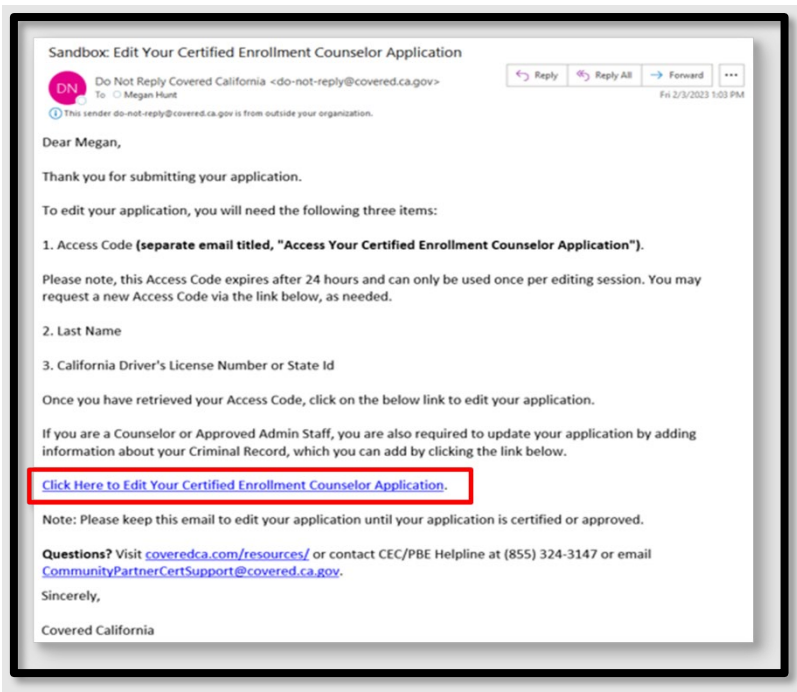 Sandbox: Edit Your Certified Enrollment Counselor Application
DN
Do Not Reply Covered California <do-not-reply@covered.ca.gov>
To Megan Hunt
Reply Reply All Forward ...
Fri 2/3/2023 1:03 PM
This sender do-not-reply@covered.ca.gov is from outside your organization.
Dear Megan,
Thank you for submitting your application.
To edit your application, you will need the following three items:
1. Access Code (separate email titled, "Access Your Certified Enrollment Counselor Application").
Please note, this Access Code expires after 24 hours and can only be used once per editing session. You may
request a new Access Code via the link below, as needed.
2. Last Name
3. California Driver's License Number or State Id
Once you have retrieved your Access Code, click on the below link to edit your application.
If you are a Counselor or Approved Admin Staff, you are also required to update your application by adding
information about your Criminal Record, which you can add by clicking the link below.
Click Here to Edit Your Certified Enrollment Counselor Application.
Note: Please keep this email to edit your application until your application is certified or approved.
Questions? Visit coveredca.com/resources/ or contact CEC/PBE Helpline at (855) 324-3147 or email
CommunityPartnerCertSupport@covered.ca.gov.
Sincerely,
Covered California